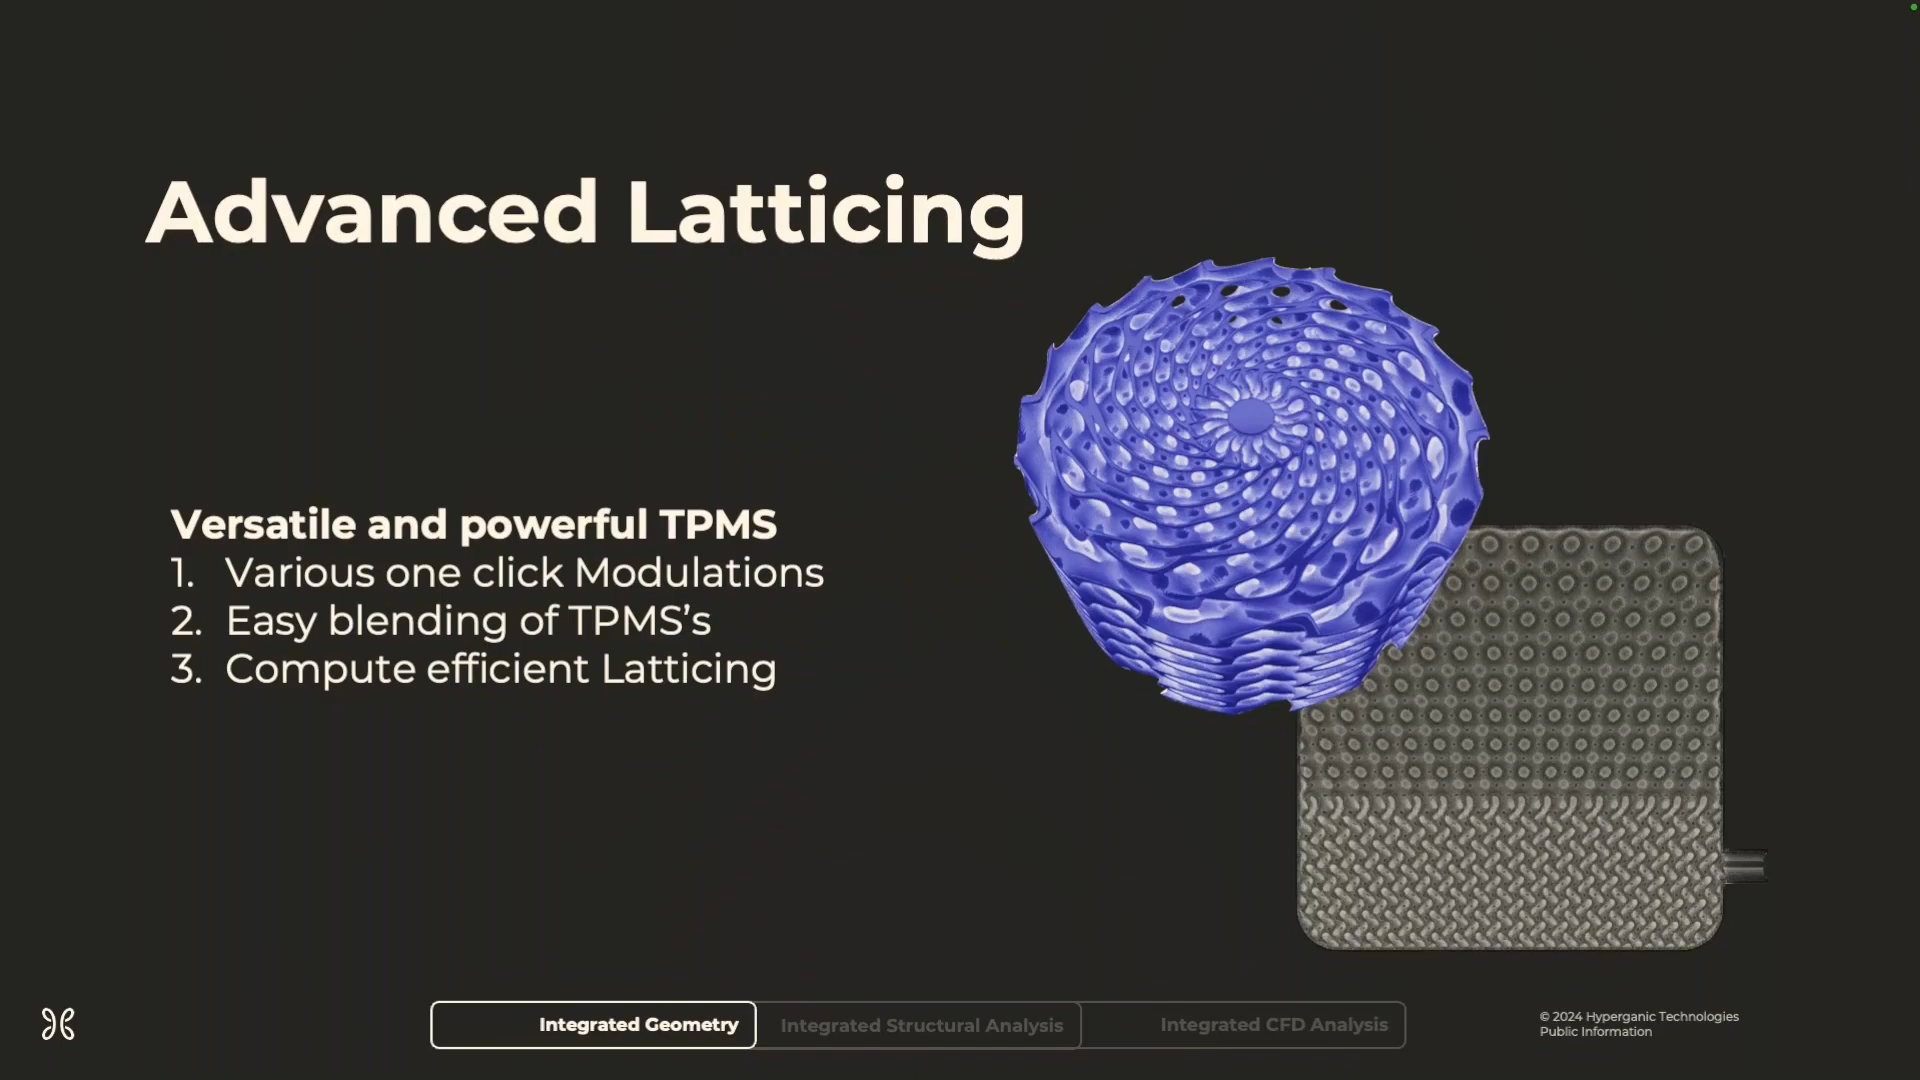 Advanced Latticing
Versatile and powerful TPMS
1. Various one click Modulations
2. Easy blending of TPMS’s
3. Compute efficient Latticing
Integrated Geometry
Integrated Structural Analysis
Integrated CFD Analysis
© 2024 Hyperganic Technologies
Public Information